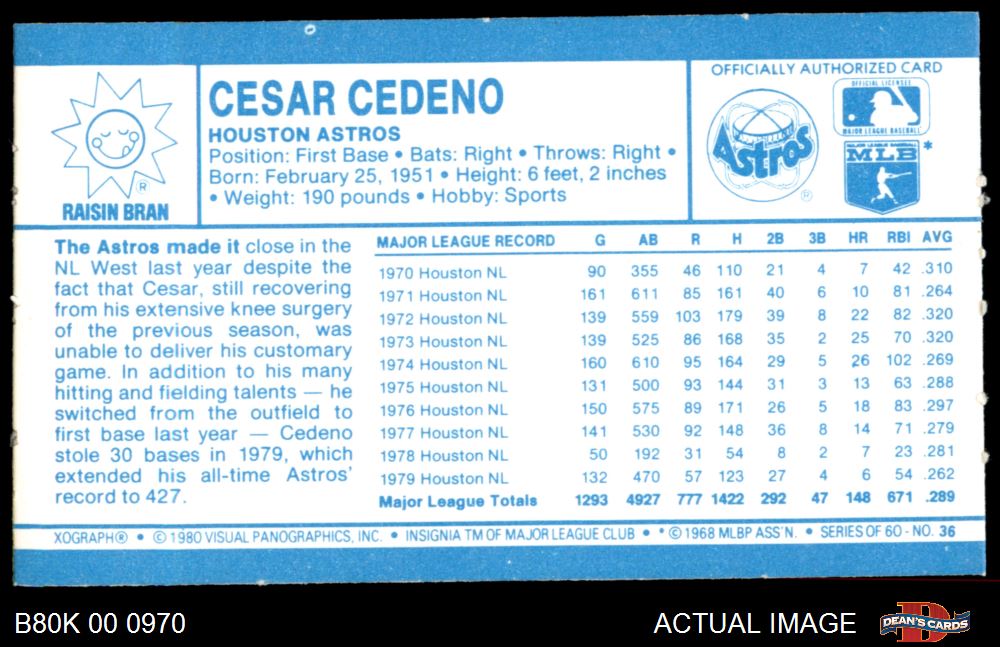 RAISIN BRAN
®
CESAR CEDENO
HOUSTON ASTROS
Position: First Base • Bats: Right • Throws: Right •
Born: February 25, 1951 • Height: 6 feet, 2 inches
• Weight: 190 pounds • Hobby: Sports
OFFICIALLY AUTHORIZED CARD
Astros
®
OFFICIAL LICENSEE
MAJOR LEAGUE BASEBALL
MAJOR LEAGUE BASEBALL
MLB *
The Astros made it close in the
NL West last year despite the
fact that Cesar, still recovering
from his extensive knee surgery
of the previous season, was
unable to deliver his customary
game. In addition to his many
hitting and fielding talents — he
switched from the outfield to
first base last year — Cedeno
stole 30 bases in 1979, which
extended his all-time Astros'
record to 427.
MAJOR LEAGUE RECORD G AB R H 2B 3B HR RBI AVG
1970 Houston NL 90 355 46 110 21 4 7 42 .310
1971 Houston NL 161 611 85 161 40 6 10 81 .264
1972 Houston NL 139 559 103 179 39 8 22 82 .320
1973 Houston NL 139 525 86 168 35 2 25 70 .320
1974 Houston NL 160 610 95 164 29 5 26 102 .269
1975 Houston NL 131 500 93 144 31 3 13 63 .288
1976 Houston NL 150 575 89 171 26 5 18 83 .297
1977 Houston NL 141 530 92 148 36 8 14 71 .279
1978 Houston NL 50 192 31 54 8 2 7 23 .281
1979 Houston NL 132 470 57 123 27 4 6 54 .262
Major League Totals 1293 4927 777 1422 292 47 148 671 .289
XOGRAPH® • © 1980 VISUAL PANOGRAPHICS, INC. • INSIGNIA TM OF MAJOR LEAGUE CLUB • * © 1968 MLBP ASS'N. • SERIES OF 60 - NO. 36
B80K 00 0970
ACTUAL IMAGE
D
DEAN'S CARDS